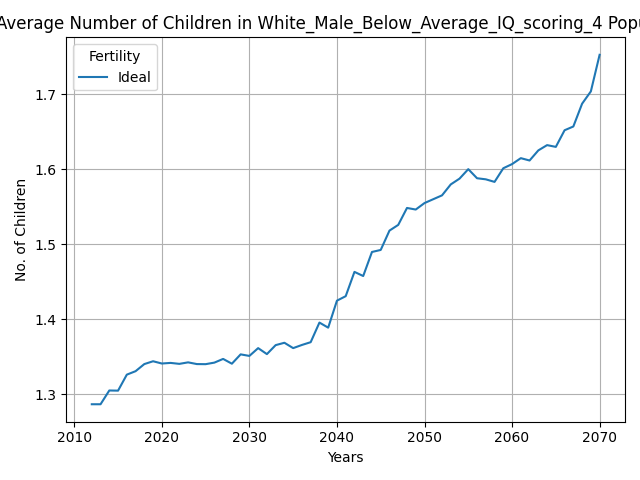 Average Number of Children in White_Male_Below_Average_IQ_scoring_4 Popu
Fertility
Ideal
1.7
1.6
1.5
1.4
1.3
No. of Children
2010 2020 2030 2040 2050 2060 2070
Years